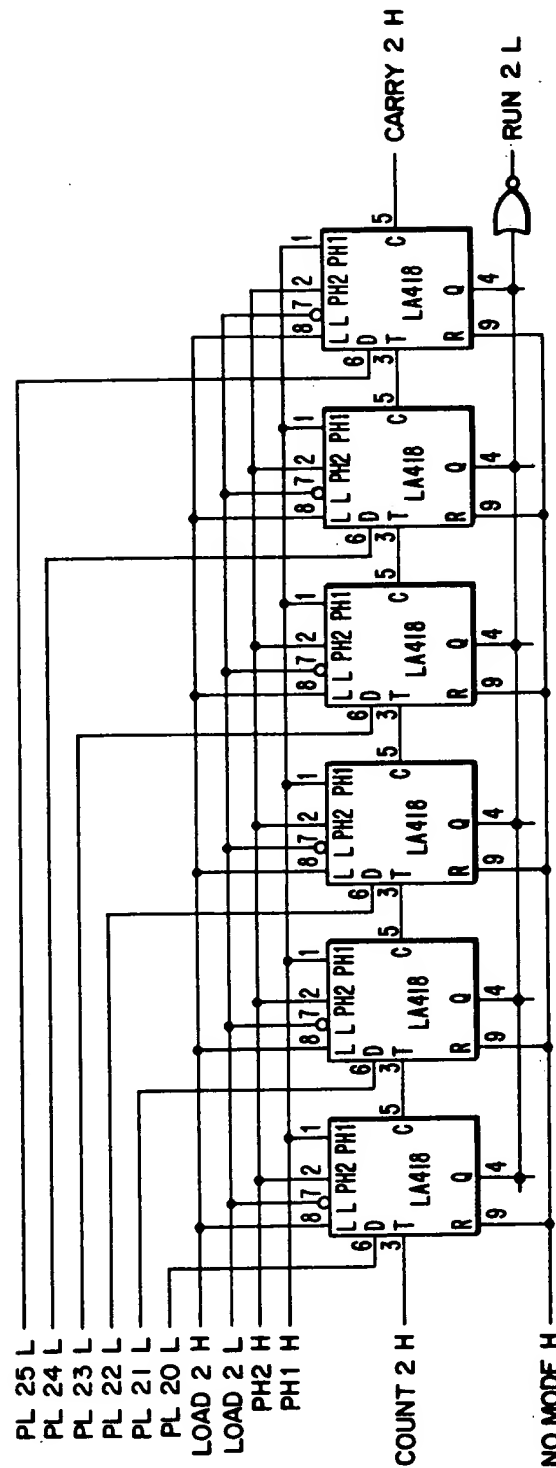 PL 25 L
PL 24 L
PL 23 L
PL 22 L
PL 21 L
PL 20 L
LOAD 2 H
LOAD 2 L
PH2 H
PH1 H
COUNT 2 H
NO MODE H
8 7 2 1
L L PH2 PH1
6 D
3 T
LA418
C 5
R Q
9 4
8 7 2 1
L L PH2 PH1
6 D
3 T
LA418
C 5
R Q
9 4
8 7 2 1
L L PH2 PH1
6 D
3 T
LA418
C 5
R Q
9 4
8 7 2 1
L L PH2 PH1
6 D
3 T
LA418
C 5
R Q
9 4
8 7 2 1
L L PH2 PH1
6 D
3 T
LA418
C 5
R Q
9 4
8 7 2 1
L L PH2 PH1
6 D
3 T
LA418
C 5
R Q
9 4
CARRY 2 H
RUN 2 L